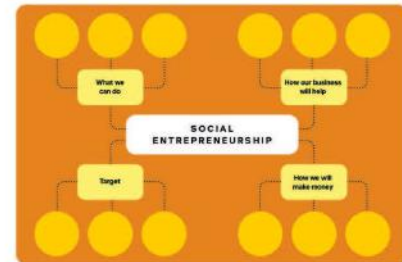 What we
can do
How our business
will help
SOCIAL
ENTREPRENEURSHIP
Target
How we will
make money